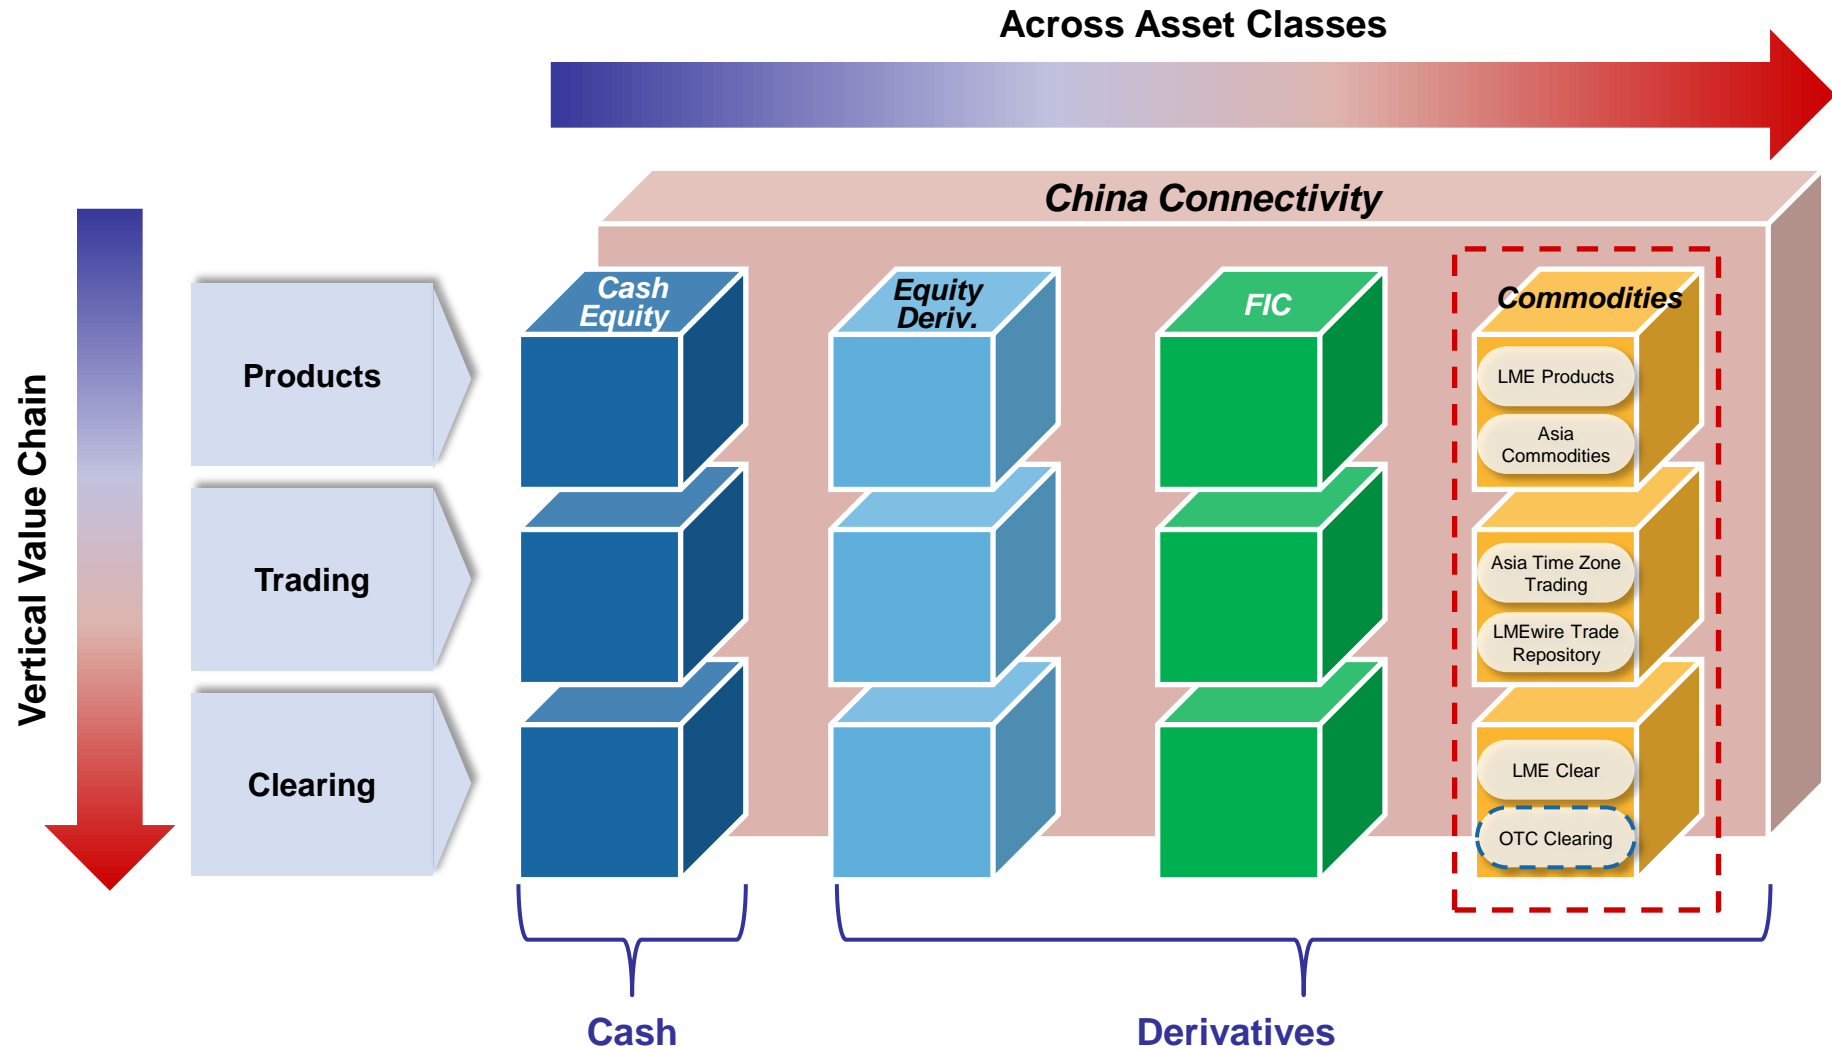 Across Asset Classes
China Connectivity
Vertical Value Chain
Cash
Equity
Equity
Deriv.
FIC
Commodities
Products
LME Products
Asia
Commodities
Trading
Asia Time Zone
Trading
LMEwire Trade
Repository
Clearing
LME Clear
OTC Clearing
Cash
Derivatives